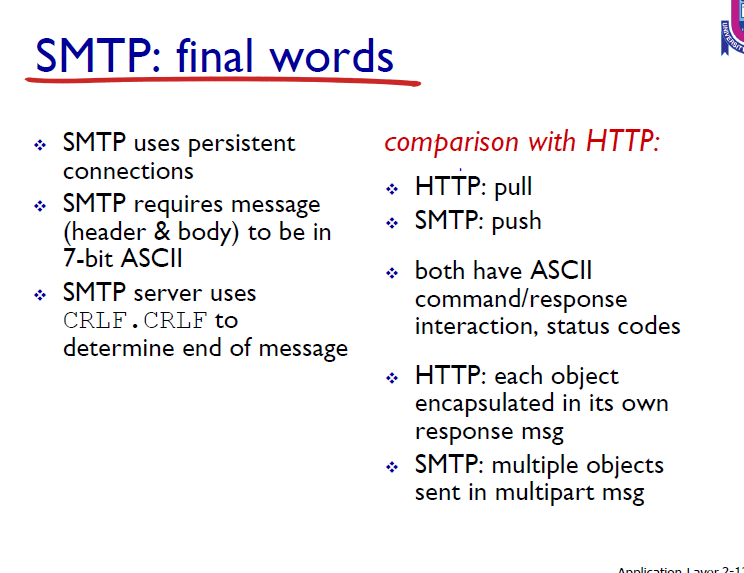 SMTP: final words
SMTP uses persistent
connections
SMTP requires message
(header & body) to be in
7-bit ASCII
SMTP server uses
CRLF.CRLF to
determine end of message
comparison with HTTP:
HTTP: pull
SMTP: push
both have ASCII
command/response
interaction, status codes
HTTP: each object
encapsulated in its own
response msg
SMTP: multiple objects
sent in multipart msg
Application Layer